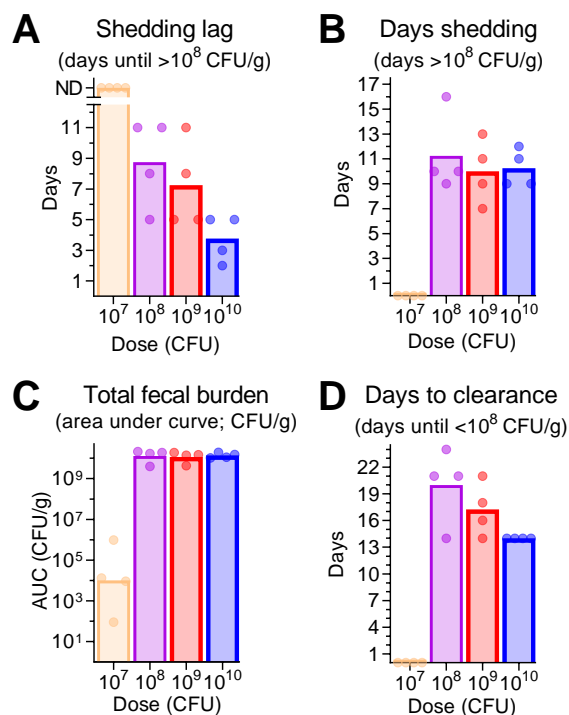 A
Shedding lag
(days until >10⁸ CFU/g)
ND
11
9
7
5
3
1
Days
10⁷ 10⁸ 10⁹ 10¹⁰
Dose (CFU)
B
Days shedding
(days >10⁸ CFU/g)
17
15
13
11
9
7
5
3
1
Days
10⁷ 10⁸ 10⁹ 10¹⁰
Dose (CFU)
C
Total fecal burden
(area under curve; CFU/g)
10⁹
10⁷
10⁵
10³
10¹
AUC (CFU/g)
10⁷ 10⁸ 10⁹ 10¹⁰
Dose (CFU)
D
Days to clearance
(days until <10⁸ CFU/g)
22
19
16
13
10
7
4
1
Days
10⁷ 10⁸ 10⁹ 10¹⁰
Dose (CFU)